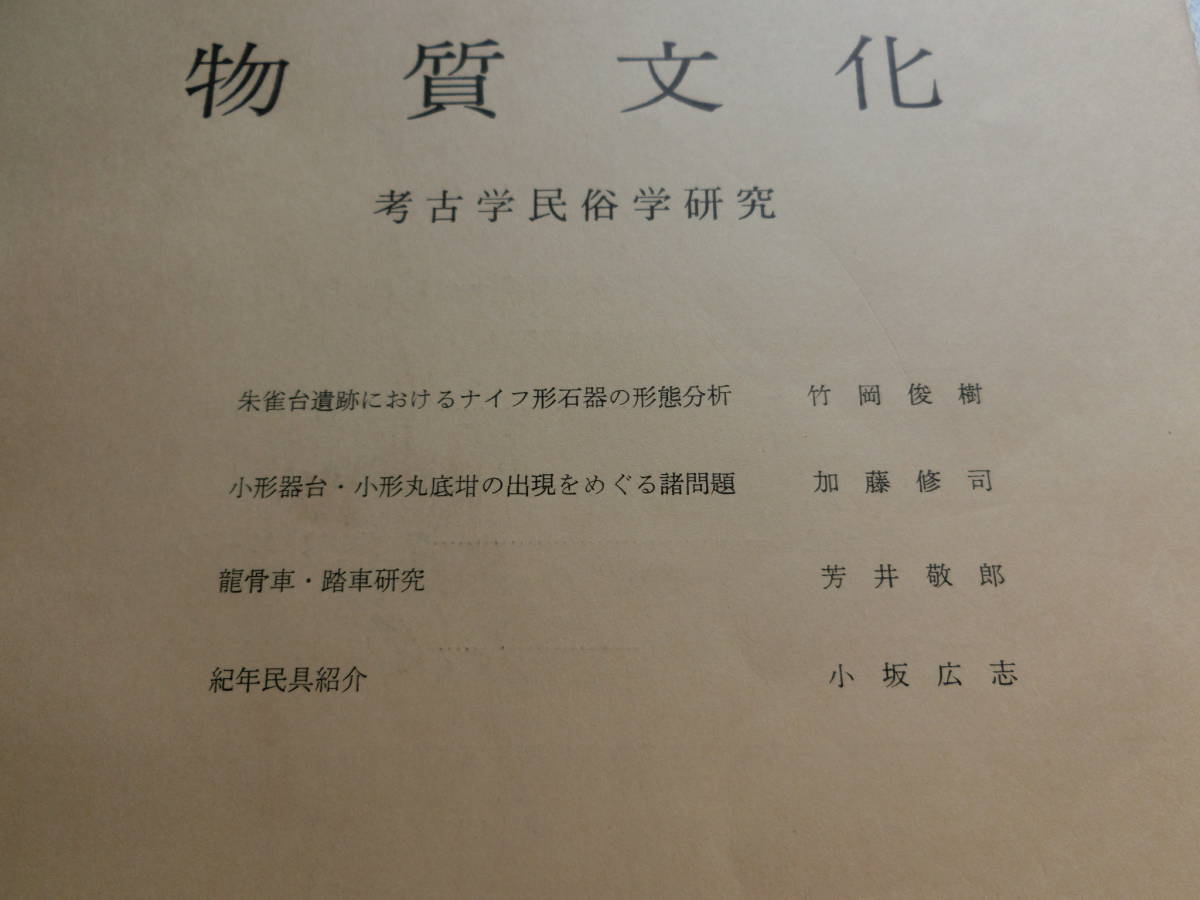 物質文化
考古学民俗学研究
朱雀台遺跡におけるナイフ形石器の形態分析 竹岡俊樹
小形器台・小形丸底坩の出現をめぐる諸問題 加藤修司
龍骨車・踏車研究 芳井敬郎
紀年民具紹介 小坂広志